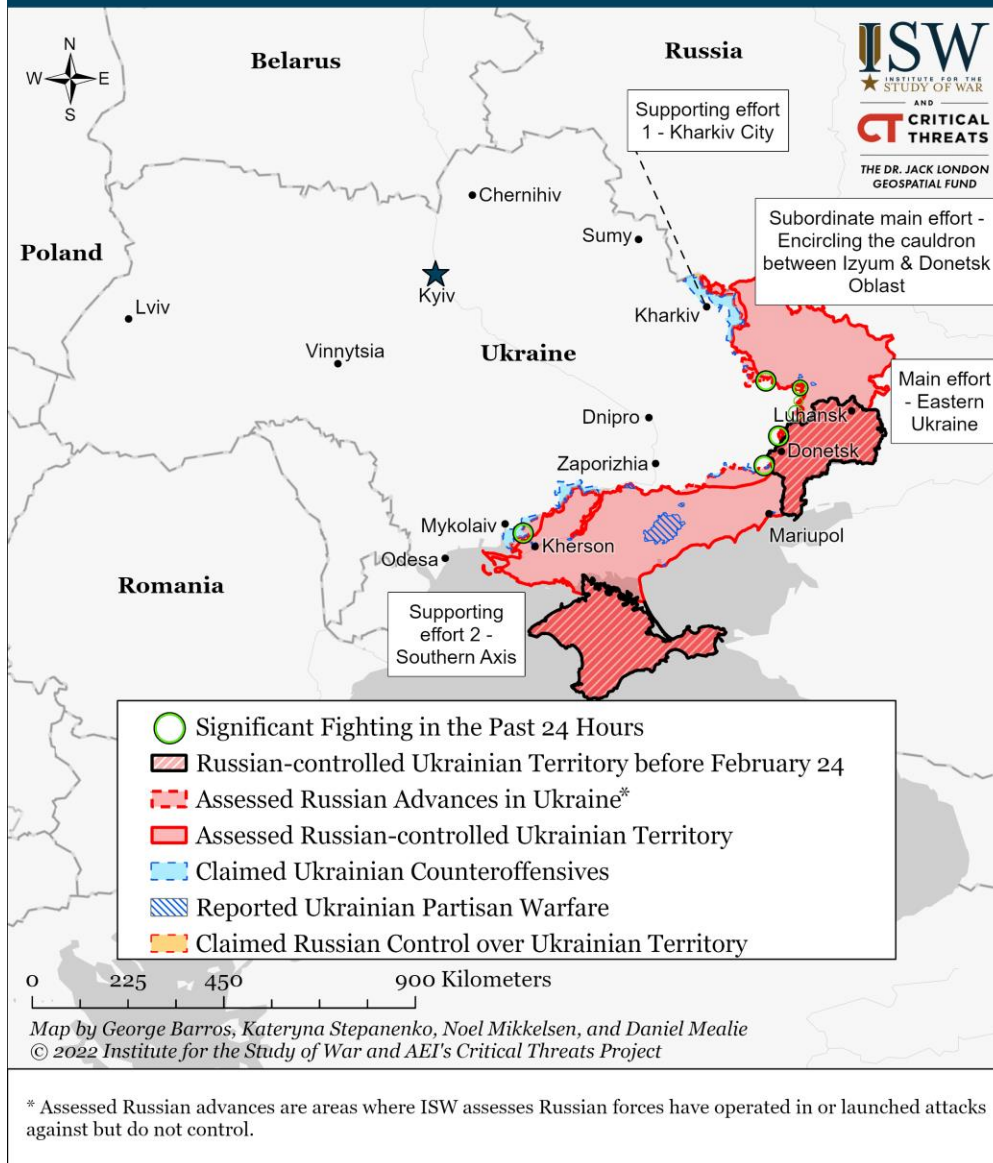 N
W
E
S
Belarus
Russia
ISW
INSTITUTE FOR THE
STUDY OF WAR
AND
CT CRITICAL
THREATS
THE DR. JACK LONDON
GEOSPATIAL FUND
Supporting effort
1 - Kharkiv City
Chernihiv
Subordinate main effort -
Encircling the cauldron
between Izyum & Donetsk
Oblast
Sumy
Poland
Kyiv
Lviv
Kharkiv
Vinnytsia
Ukraine
Main effort
- Eastern
Ukraine
Luhansk
Dnipro
Donetsk
Zaporizhia
Mykolaiv
Mariupol
Kherson
Odesa
Romania
Supporting
effort 2 -
Southern Axis
Significant Fighting in the Past 24 Hours
Russian-controlled Ukrainian Territory before February 24
Assessed Russian Advances in Ukraine*
Assessed Russian-controlled Ukrainian Territory
Claimed Ukrainian Counteroffensives
Reported Ukrainian Partisan Warfare
Claimed Russian Control over Ukrainian Territory
0 225 450 900 Kilometers
Map by George Barros, Kateryna Stepanenko, Noel Mikkelsen, and Daniel Mealie
© 2022 Institute for the Study of War and AEI's Critical Threats Project
* Assessed Russian advances are areas where ISW assesses Russian forces have operated in or launched attacks
against but do not control.